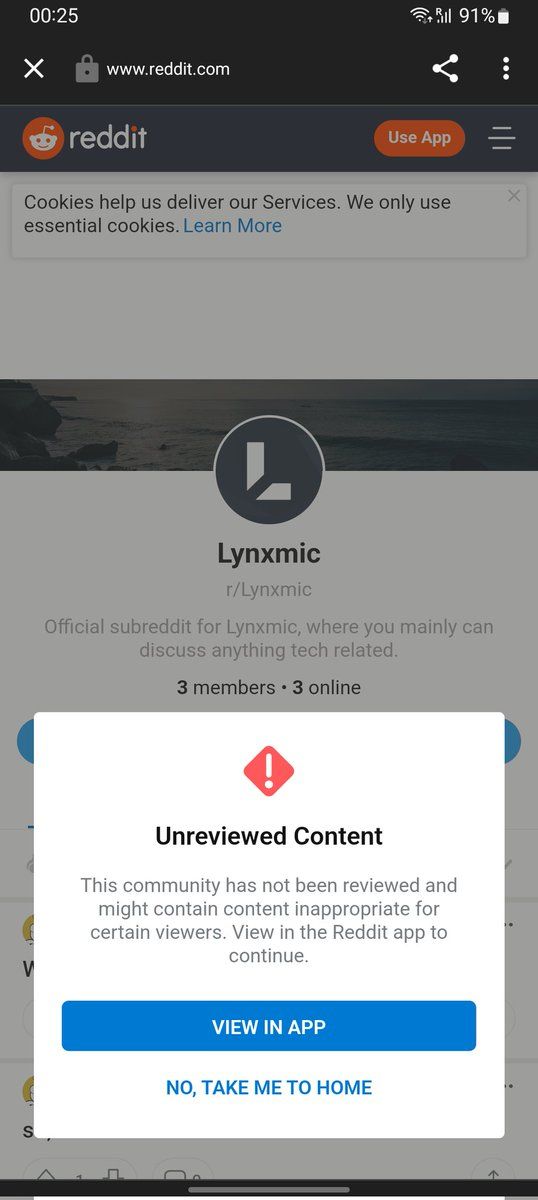 00:25
R
91%
www.reddit.com
reddit
Use App
Cookies help us deliver our Services. We only use
essential cookies. Learn More
Lynxmic
r/Lynxmic
Official subreddit for Lynxmic, where you mainly can
discuss anything tech related.
3 members • 3 online
Unreviewed Content
This community has not been reviewed and
might contain content inappropriate for
certain viewers. View in the Reddit app to
continue.
VIEW IN APP
NO, TAKE ME TO HOME
1
0